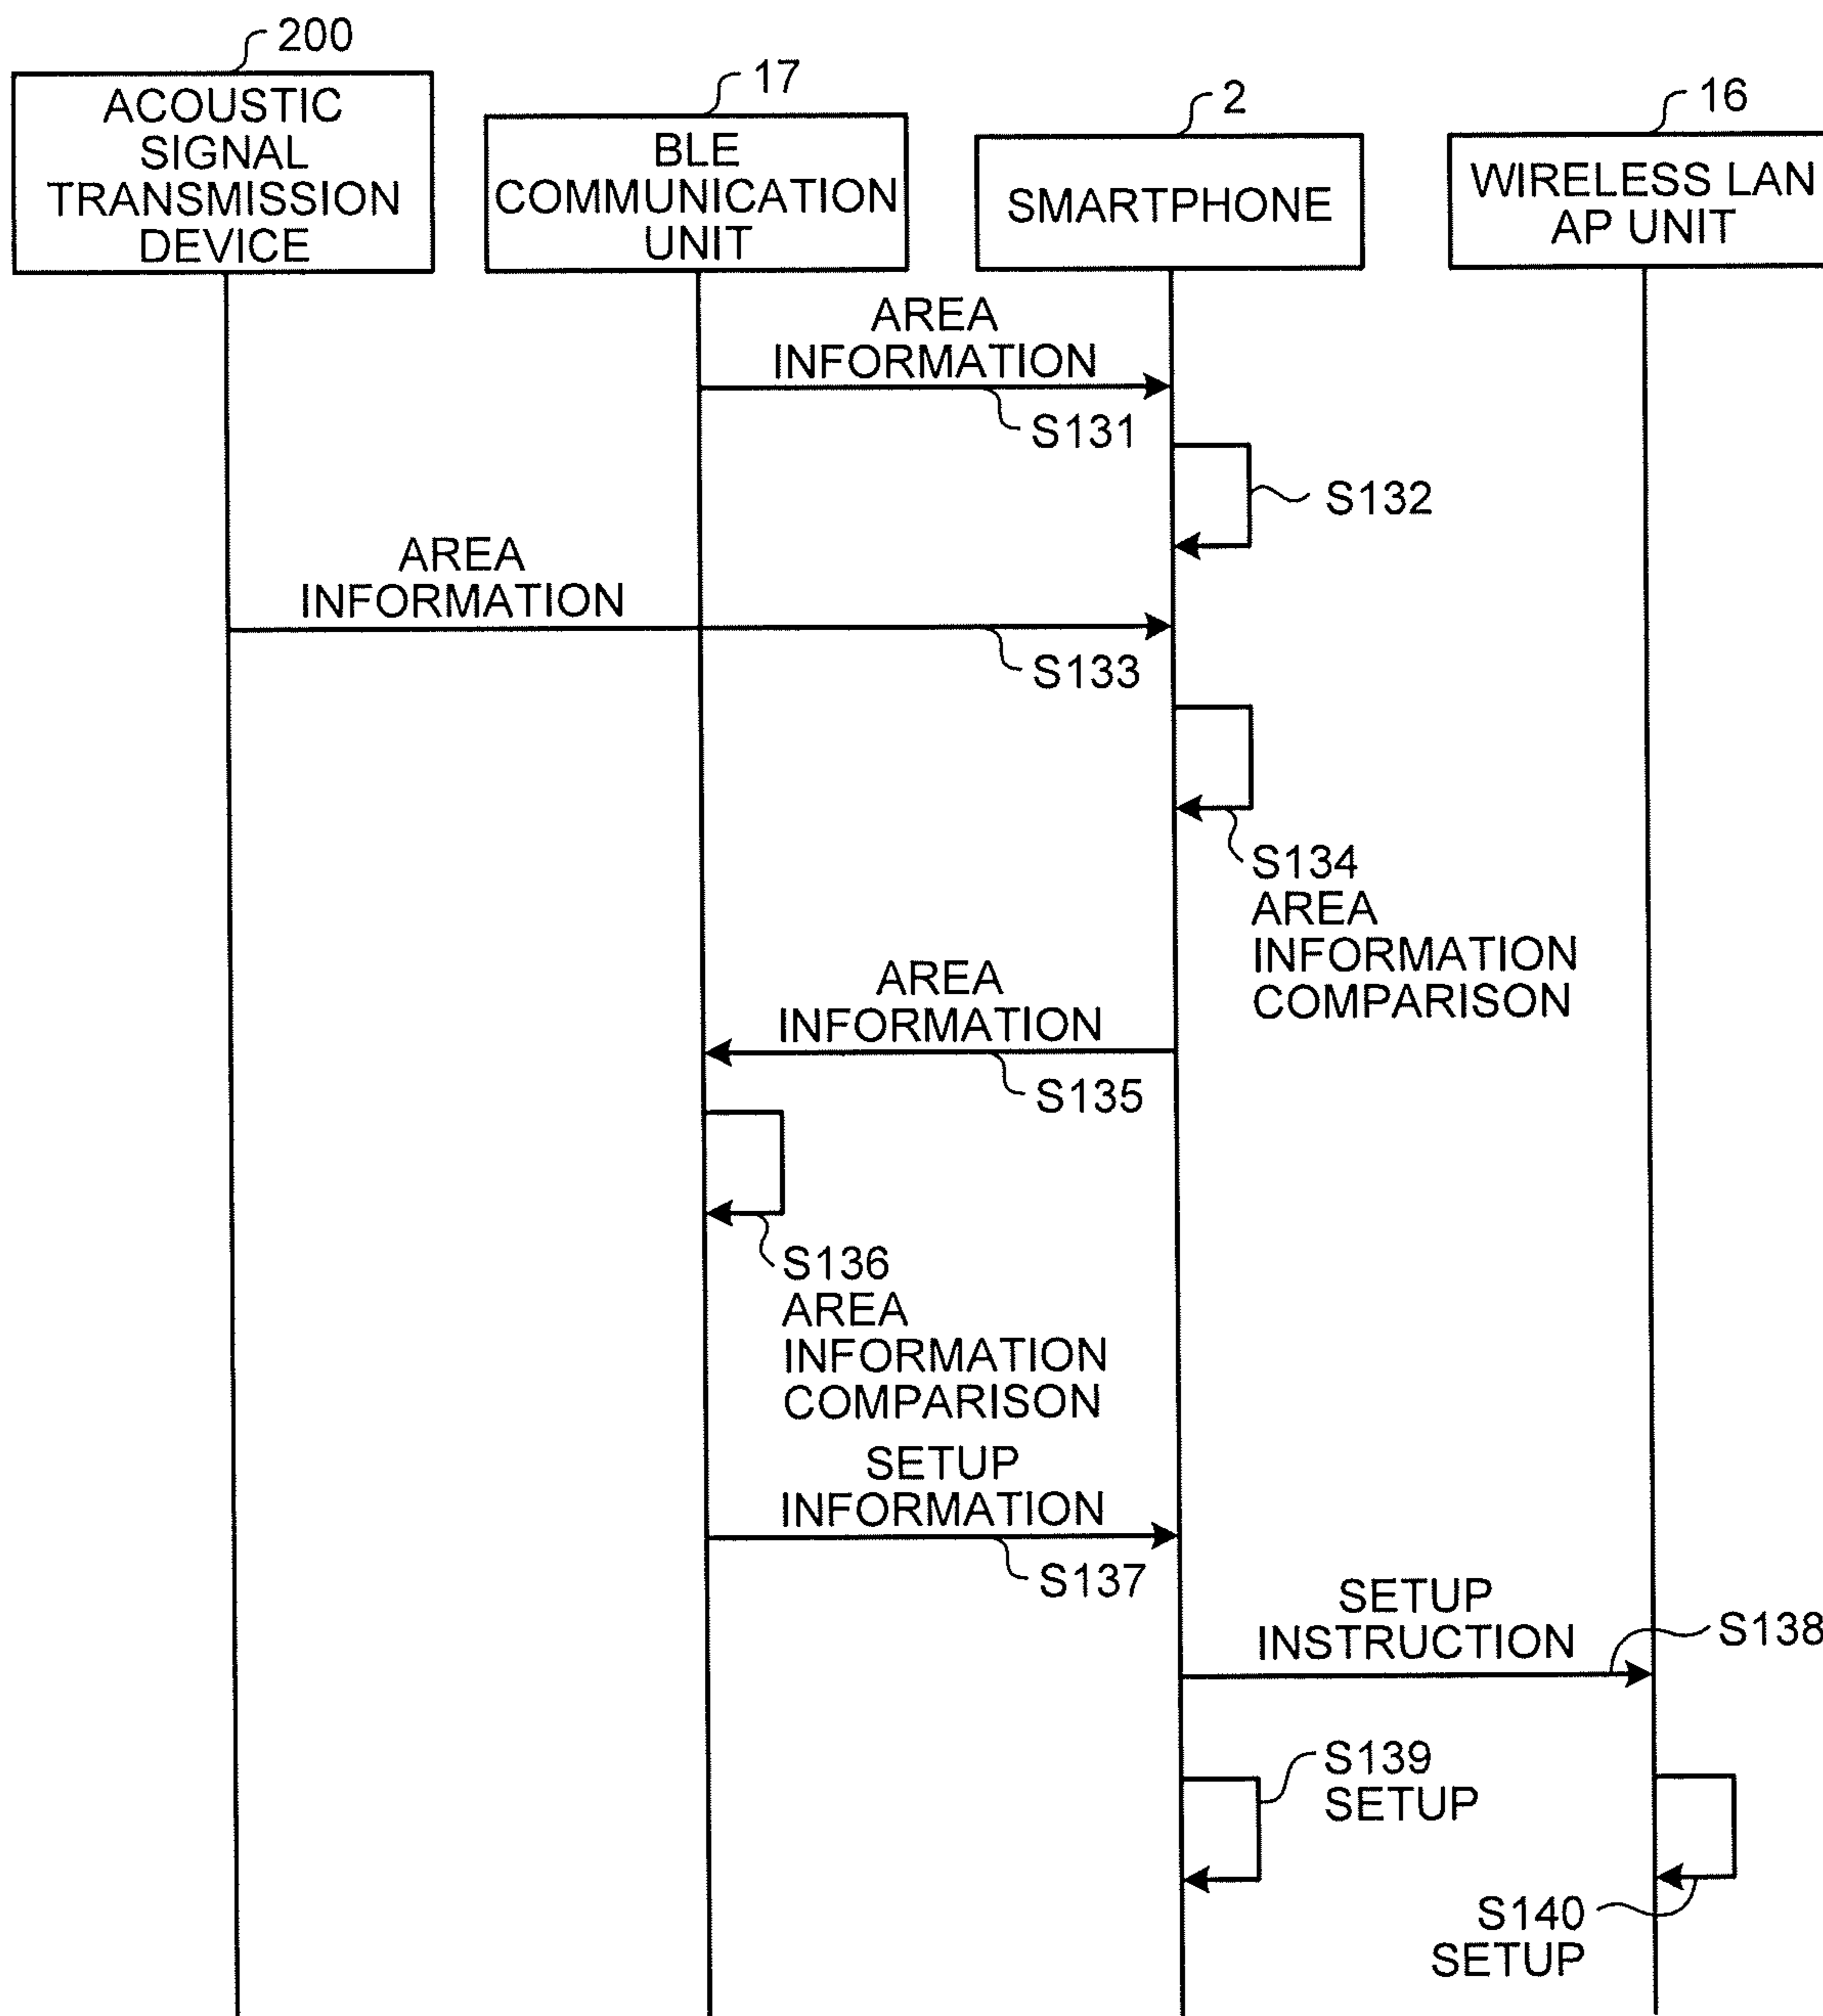 200
ACOUSTIC
SIGNAL
TRANSMISSION
DEVICE
17
BLE
COMMUNICATION
UNIT
2
SMARTPHONE
16
WIRELESS LAN
AP UNIT
AREA
INFORMATION
S131
S132
AREA
INFORMATION
S133
S134
AREA
INFORMATION
COMPARISON
AREA
INFORMATION
S135
S136
AREA
INFORMATION
COMPARISON
SETUP
INFORMATION
S137
SETUP
INSTRUCTION
S138
S139
SETUP
S140
SETUP